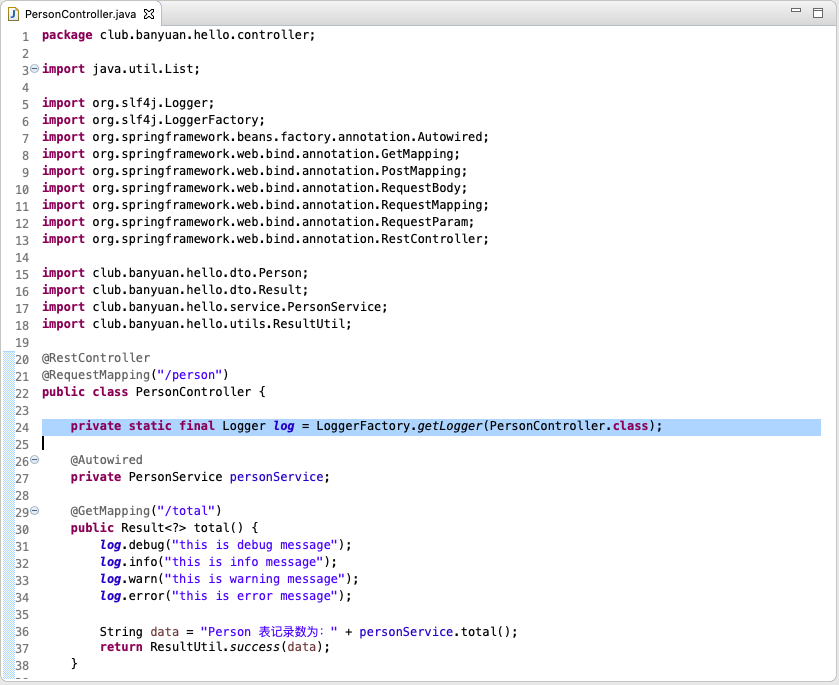 PersonController.java
1 package club.banyuan.hello.controller;
2
3 import java.util.List;
4
5 import org.slf4j.Logger;
6 import org.slf4j.LoggerFactory;
7 import org.springframework.beans.factory.annotation.Autowired;
8 import org.springframework.web.bind.annotation.GetMapping;
9 import org.springframework.web.bind.annotation.PostMapping;
10 import org.springframework.web.bind.annotation.RequestBody;
11 import org.springframework.web.bind.annotation.RequestMapping;
12 import org.springframework.web.bind.annotation.RequestParam;
13 import org.springframework.web.bind.annotation.RestController;
14
15 import club.banyuan.hello.dto.Person;
16 import club.banyuan.hello.dto.Result;
17 import club.banyuan.hello.service.PersonService;
18 import club.banyuan.hello.utils.ResultUtil;
19
20 @RestController
21 @RequestMapping("/person")
22 public class PersonController {
23
24     private static final Logger log = LoggerFactory.getLogger(PersonController.class);
25
26     @Autowired
27     private PersonService personService;
28
29     @GetMapping("/total")
30     public Result<?> total() {
31         log.debug("this is debug message");
32         log.info("this is info message");
33         log.warn("this is warning message");
34         log.error("this is error message");
35
36         String data = "Person 表记录数为：" + personService.total();
37         return ResultUtil.success(data);
38     }